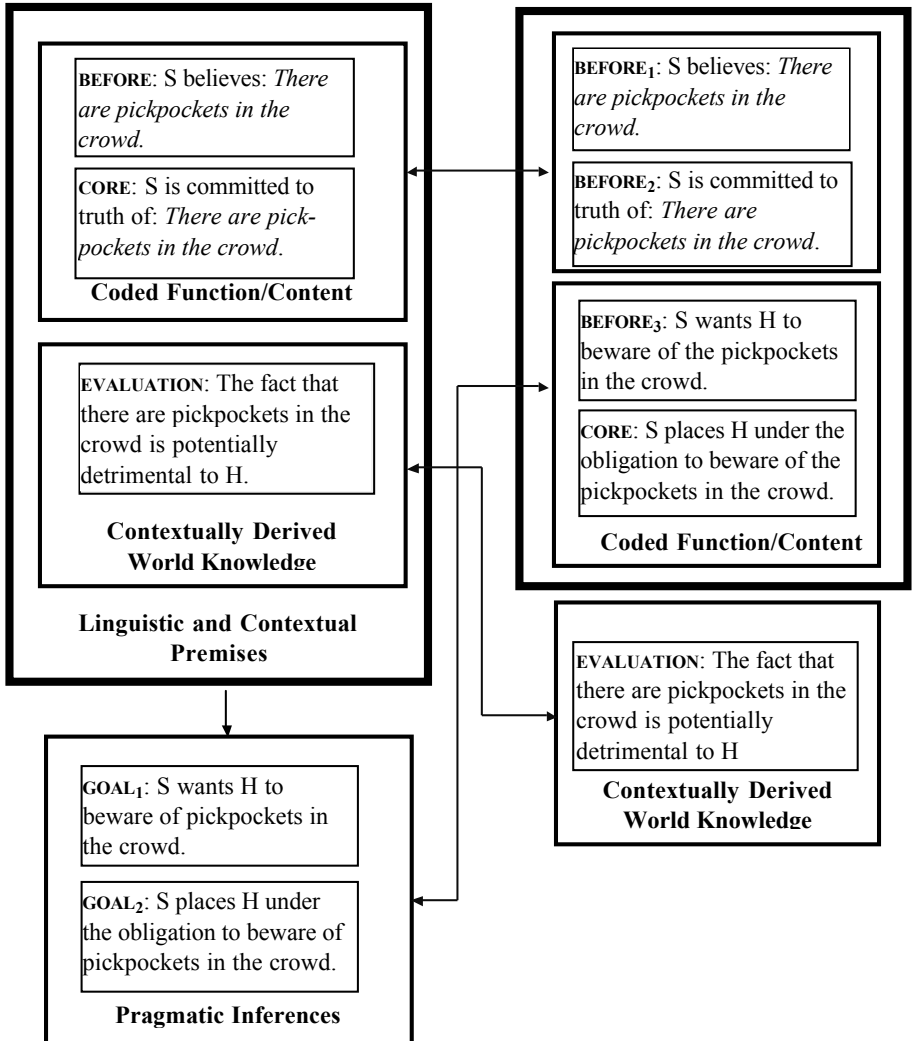 BEFORE: S believes: There
are pickpockets in the
crowd.
CORE: S is committed to
truth of: There are pick-
pockets in the crowd.
Coded Function/Content
EVALUATION: The fact that
there are pickpockets in the
crowd is potentially
detrimental to H.
Contextually Derived
World Knowledge
Linguistic and Contextual
Premises
GOAL1: S wants H to
beware of pickpockets in
the crowd.
GOAL2: S places H under
the obligation to beware of
pickpockets in the crowd.
Pragmatic Inferences
BEFORE1: S believes: There
are pickpockets in the
crowd.
BEFORE2: S is committed to
truth of: There are
pickpockets in the crowd.
BEFORE3: S wants H to
beware of the pickpockets
in the crowd.
CORE: S places H under the
obligation to beware of the
pickpockets in the crowd.
Coded Function/Content
EVALUATION: The fact that
there are pickpockets in the
crowd is potentially
detrimental to H
Contextually Derived
World Knowledge